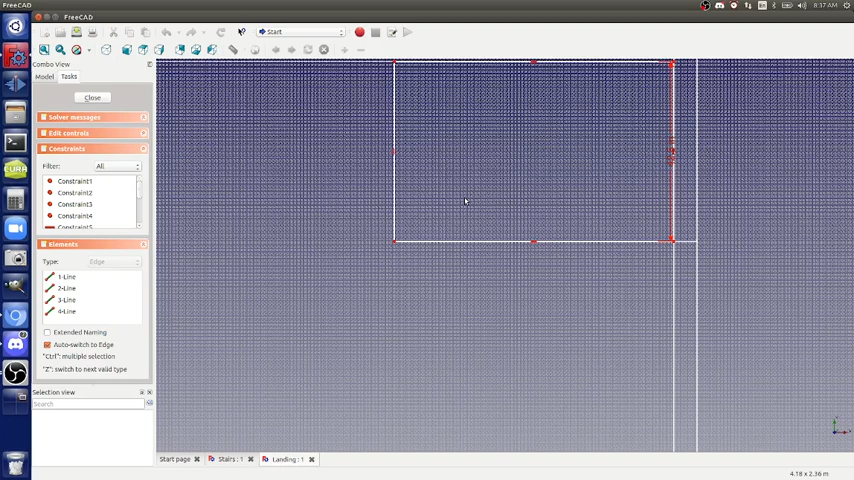 FreeCAD
En
8:37 AM
FreeCAD
Start
Combo View
Model
Tasks
Close
Solver messages
Edit controls
Constraints
Filter:
All
Constraint1
Constraint2
Constraint3
Constraint4
Constraint5
Elements
Type:
Edge
1-Line
2-Line
3-Line
4-Line
Extended Naming
Auto-switch to Edge
"Ctrl": multiple selection
"Z": switch to next valid type
Selection view
Search
CURA
Start page
Stairs : 1
Landing : 1
4.18 x 2.36 m